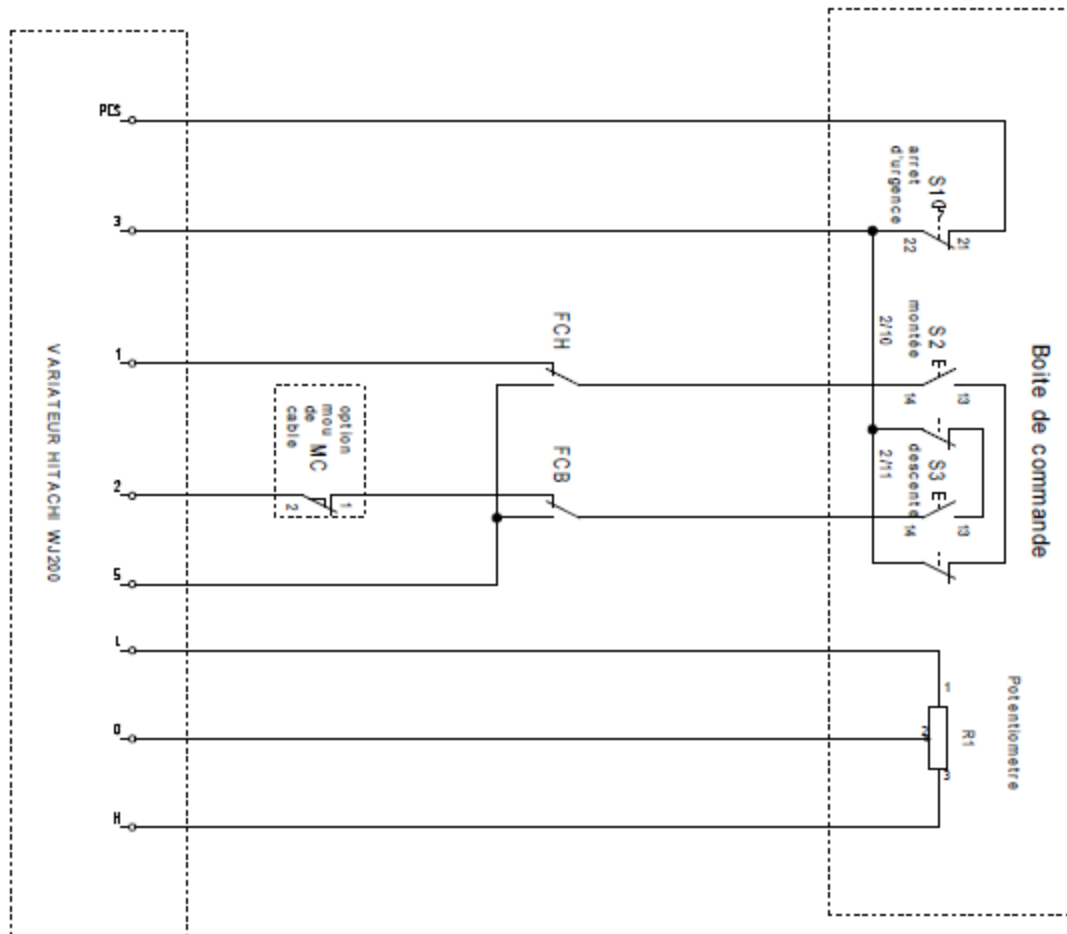 PCS
3
1
2
5
L
O
H
VARIATEUR HITACHI WJ200
option
mou
de MC
cable
1
2
FCH
FCB
Boite de commande
S1
arret
d'urgence
21
22
S2
montée
13
14
2/10
S3
descente
13
14
2/11
Potentiometre
R1
1
2
3